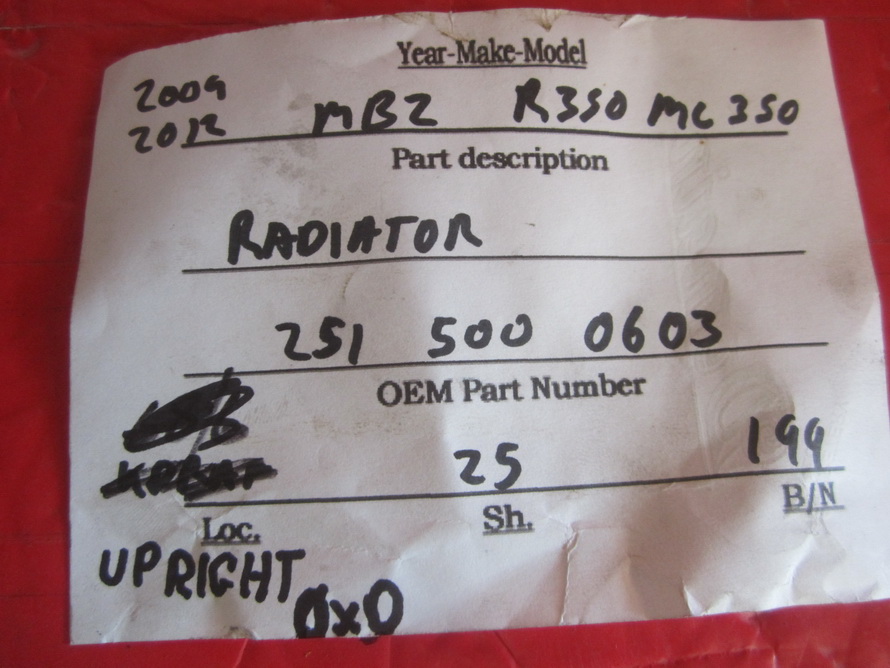 Year-Make-Model
2009
2012 MBZ R350 MC350
Part description
RADIATOR
251 500 0603
OEM Part Number
25 199
Loc. Sh. B/N
UPRIGHT
0x0